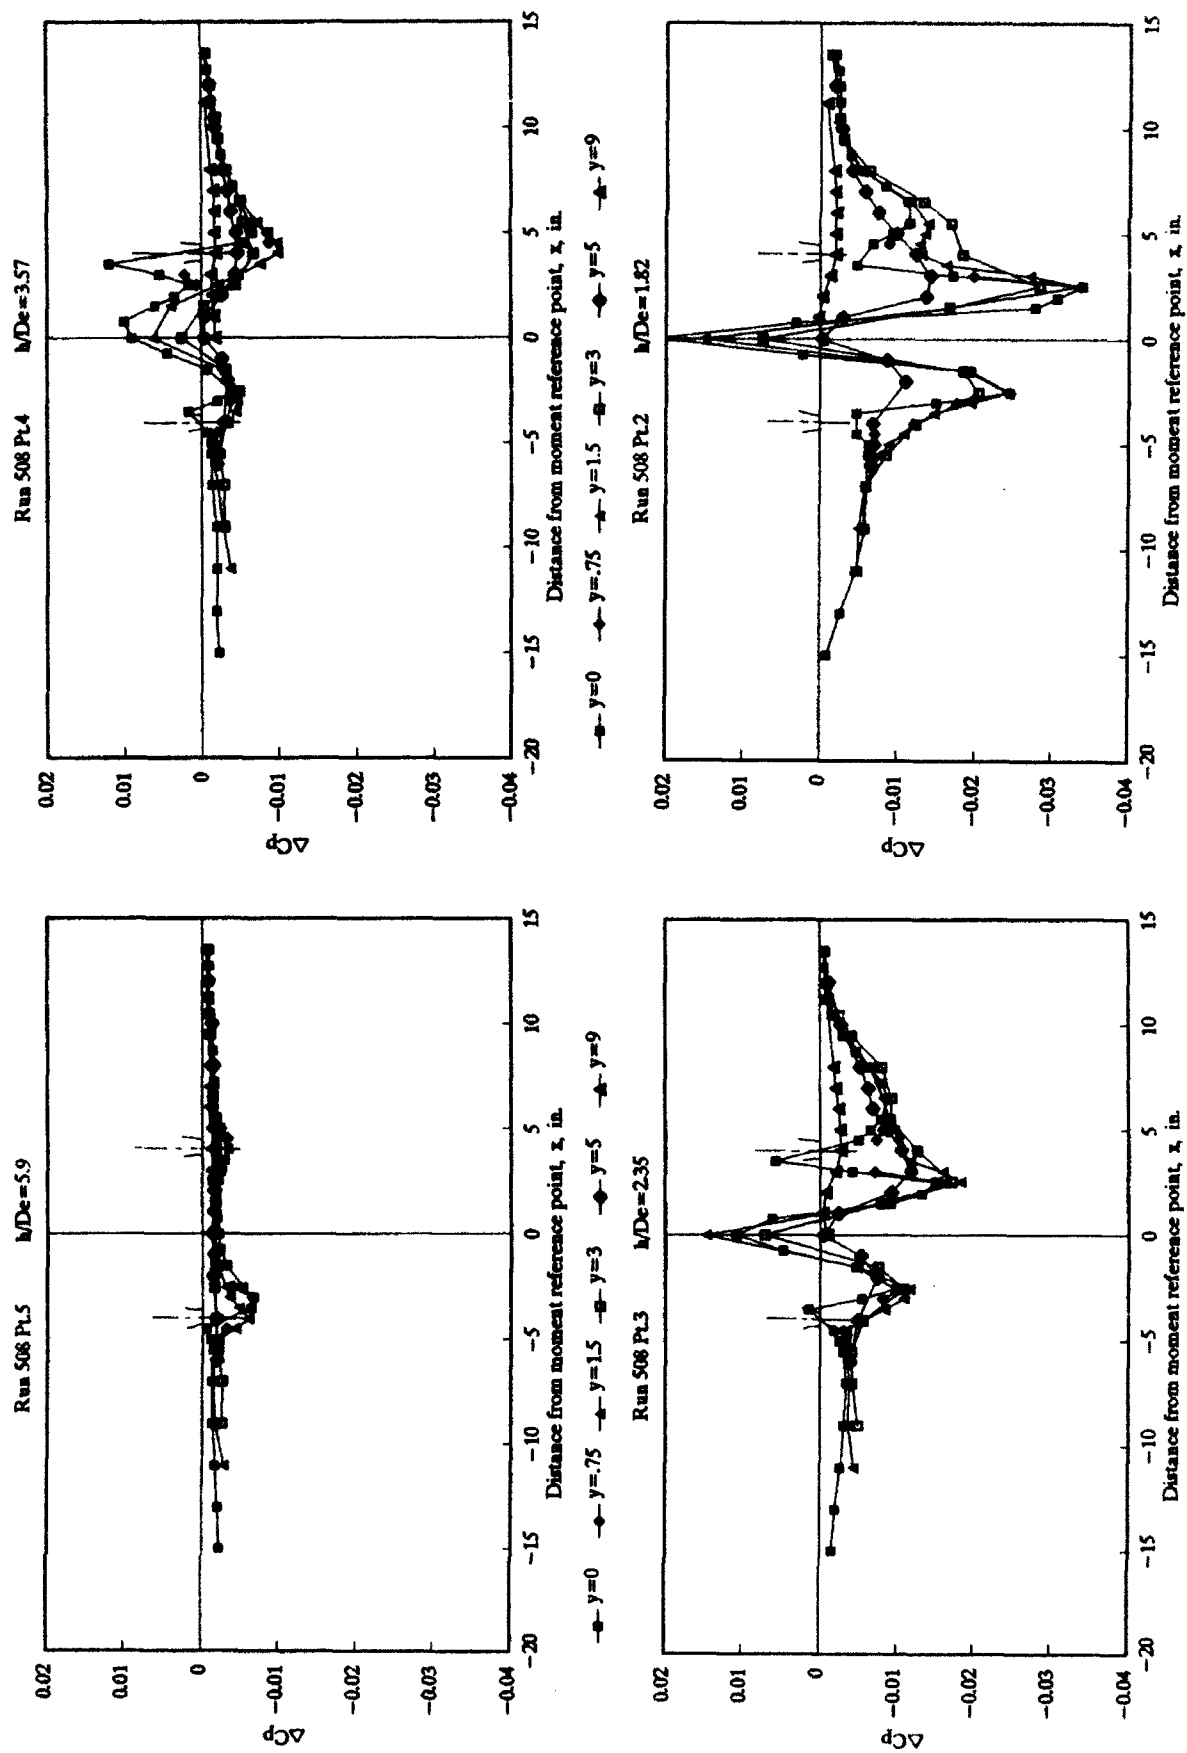 Run 508 Pt.5 h/De=5.9
0.02
0.01
0
−0.01
−0.02
−0.03
−0.04
ΔCp
−20 −15 −10 −5 0 5 10 15
Distance from moment reference point, x, in.
y=0 y=.75 y=1.5 y=3 y=5 y=9
Run 508 Pt.4 h/De=3.57
0.02
0.01
0
−0.01
−0.02
−0.03
−0.04
ΔCp
−20 −15 −10 −5 0 5 10 15
Distance from moment reference point, x, in.
y=0 y=.75 y=1.5 y=3 y=5 y=9
Run 508 Pt.3 h/De=2.35
0.02
0.01
0
−0.01
−0.02
−0.03
−0.04
ΔCp
−20 −15 −10 −5 0 5 10 15
Distance from moment reference point, x, in.
Run 508 Pt.2 h/De=1.82
0.02
0.01
0
−0.01
−0.02
−0.03
−0.04
ΔCp
−20 −15 −10 −5 0 5 10 15
Distance from moment reference point, x, in.